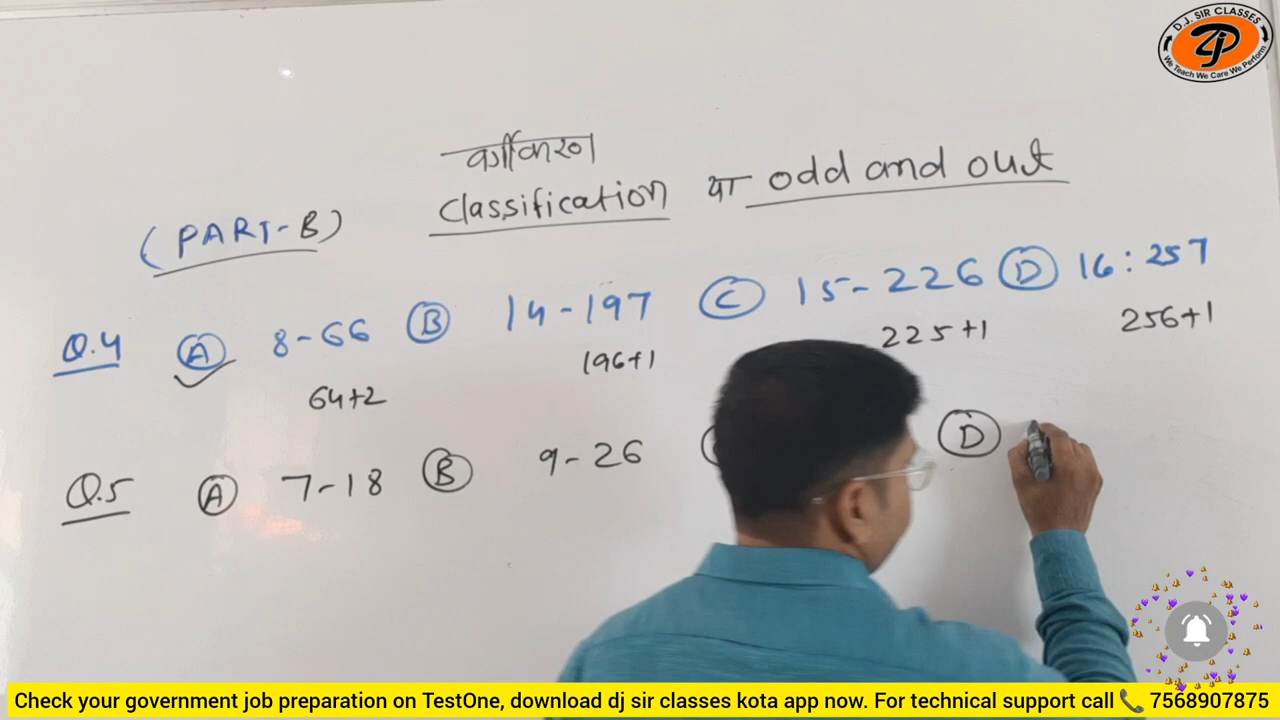 D.J. SIR CLASSES
We Teach We Care We Perform
वर्गीकरण
(PART-B) Classification या odd and out
Q.4 (A) 8-66 (B) 14-197 (C) 15-226 (D) 16:257
64+2 196+1 225+1 256+1
Q.5 (A) 7-18 (B) 9-26 (D)
Check your government job preparation on TestOne, download dj sir classes kota app now. For technical support call 📞 7568907875